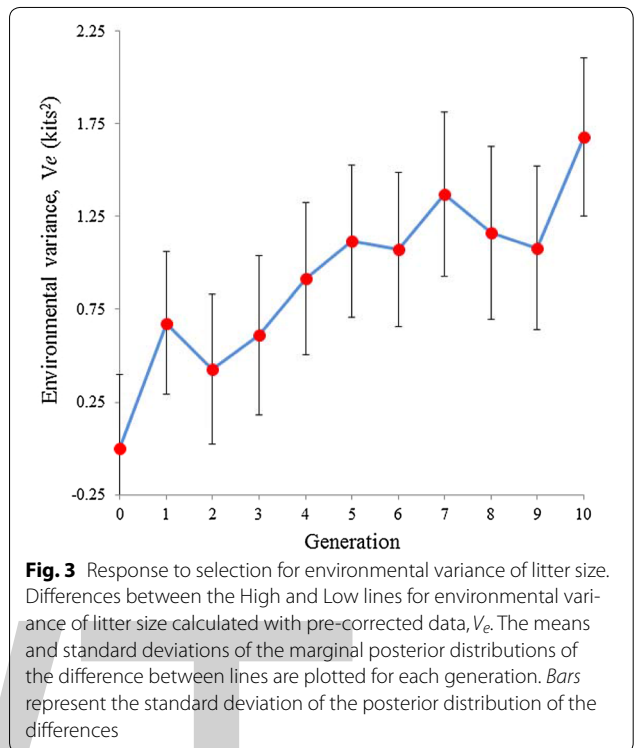 2.25
1.75
1.25
0.75
0.25
-0.25
Environmental variance, Ve (kits²)
0 1 2 3 4 5 6 7 8 9 10
Generation
Fig. 3 Response to selection for environmental variance of litter size.
Differences between the High and Low lines for environmental vari-
ance of litter size calculated with pre-corrected data, Vₑ. The means
and standard deviations of the marginal posterior distributions of
the difference between lines are plotted for each generation. Bars
represent the standard deviation of the posterior distribution of the
differences